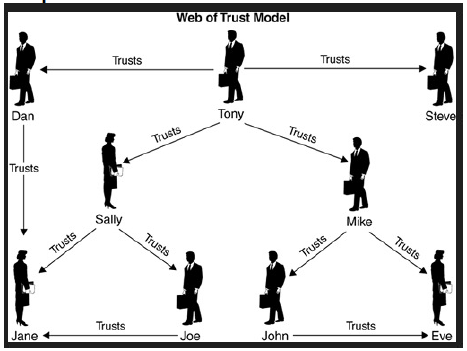 Web of Trust Model
Trusts
Trusts
Dan
Tony
Steve
Trusts
Trusts
Trusts
Sally
Mike
Trusts
Trusts
Trusts
Trusts
Jane
Trusts
Joe
John
Trusts
Eve